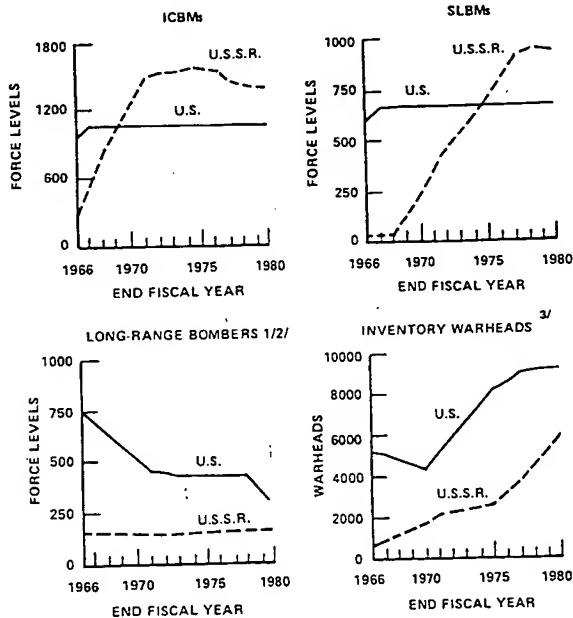 ICBMs
1800
1200
600
0
FORCE LEVELS
U.S.S.R.
U.S.
1966 1970 1975 1980
END FISCAL YEAR
SLBMs
1000
750
500
250
0
FORCE LEVELS
U.S.S.R.
U.S.
1966 1970 1975 1980
END FISCAL YEAR
LONG-RANGE BOMBERS 1/2/
1000
750
500
250
0
FORCE LEVELS
U.S.
U.S.S.R.
1966 1970 1975 1980
END FISCAL YEAR
INVENTORY WARHEADS 3/
10000
8000
6000
4000
2000
0
WARHEADS
U.S.
U.S.S.R.
1966 1970 1975 1980
END FISCAL YEAR